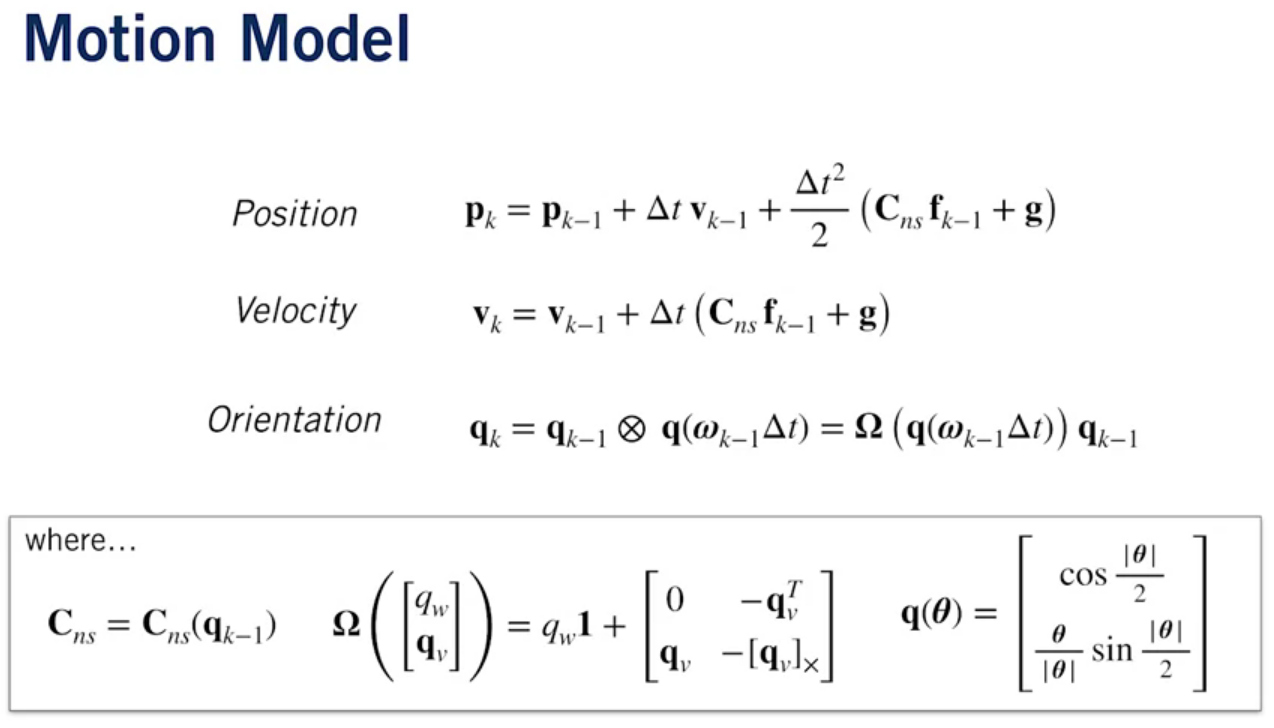 Motion Model
Position $\mathbf{p}_k = \mathbf{p}_{k-1} + \Delta t\, \mathbf{v}_{k-1} + \frac{\Delta t^2}{2} \left( \mathbf{C}_{ns} \mathbf{f}_{k-1} + \mathbf{g} \right)$
Velocity $\mathbf{v}_k = \mathbf{v}_{k-1} + \Delta t \left( \mathbf{C}_{ns} \mathbf{f}_{k-1} + \mathbf{g} \right)$
Orientation $\mathbf{q}_k = \mathbf{q}_{k-1} \otimes \mathbf{q}(\boldsymbol{\omega}_{k-1} \Delta t) = \boldsymbol{\Omega} \left( \mathbf{q}(\boldsymbol{\omega}_{k-1} \Delta t) \right) \mathbf{q}_{k-1}$
where…
$\mathbf{C}_{ns} = \mathbf{C}_{ns}(\mathbf{q}_{k-1})$ $\boldsymbol{\Omega} \left( \begin{bmatrix} q_w \\ \mathbf{q}_v \end{bmatrix} \right) = q_w \mathbf{1} + \begin{bmatrix} 0 & -\mathbf{q}_v^T \\ \mathbf{q}_v & -[\mathbf{q}_v]_\times \end{bmatrix}$ $\mathbf{q}(\boldsymbol{\theta}) = \begin{bmatrix} \cos \frac{|\boldsymbol{\theta}|}{2} \\ \frac{\boldsymbol{\theta}}{|\boldsymbol{\theta}|} \sin \frac{|\boldsymbol{\theta}|}{2} \end{bmatrix}$